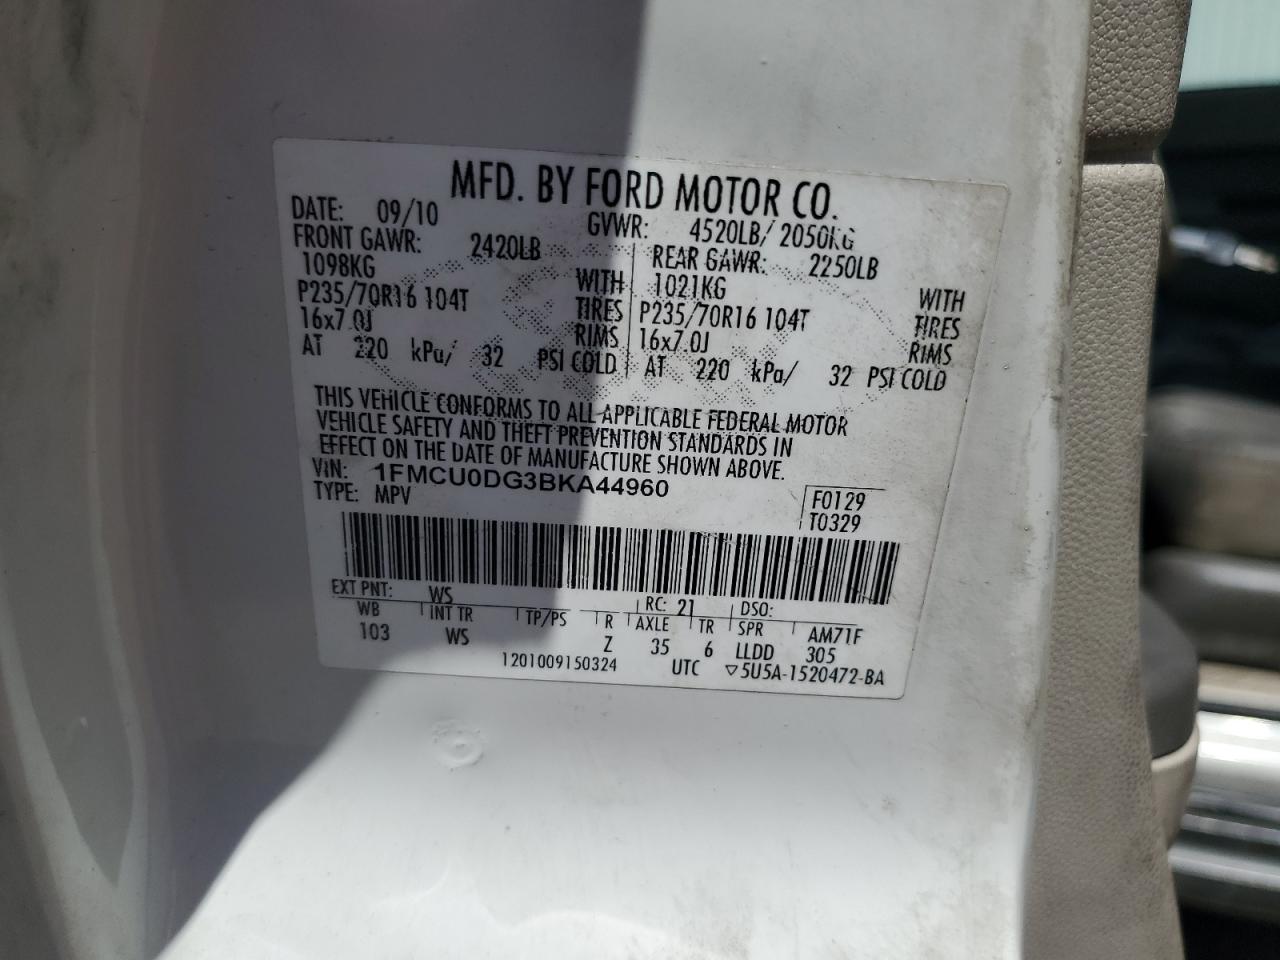 MFD. BY FORD MOTOR CO.
DATE: 09/10 GVWR: 4520LB/ 2050KG
FRONT GAWR: 2420LB REAR GAWR: 2250LB
1098KG WITH 1021KG WITH
P235/70R16 104T TIRES P235/70R16 104T TIRES
16x7.0J RIMS 16x7.0J RIMS
AT 220 kPa/ 32 PSI COLD AT 220 kPa/ 32 PSI COLD
THIS VEHICLE CONFORMS TO ALL APPLICABLE FEDERAL MOTOR
VEHICLE SAFETY AND THEFT PREVENTION STANDARDS IN
EFFECT ON THE DATE OF MANUFACTURE SHOWN ABOVE.
VIN: 1FMCU0DG3BKA44960 F0129
TYPE: MPV T0329
EXT PNT: WS RC: 21 DSO:
WB INT TR TP/PS R AXLE TR SPR AM71F
103 WS Z 35 6 LLDD 305
1201009150324 UTC ▽5U5A-1520472-BA